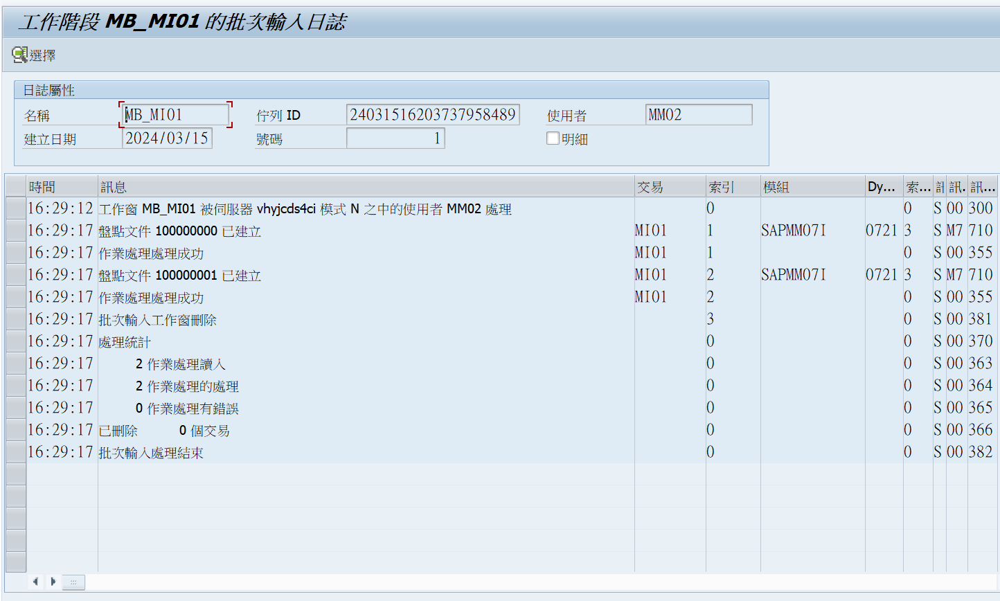 工作階段 MB_MI01 的批次輸入日誌
選擇
日誌屬性
名稱 MB_MI01 佇列 ID 24031516203737958489 使用者 MM02
建立日期 2024/03/15 號碼 1 明細
時間 訊息 交易 索引 模組 Dy... 索... 訊. 訊...
16:29:12 工作窗 MB_MI01 被伺服器 vhyjcds4ci 模式 N 之中的使用者 MM02 處理 0 0 S 00 300
16:29:17 盤點文件 100000000 已建立 MI01 1 SAPMM07I 0721 3 S M7 710
16:29:17 作業處理處理成功 MI01 1 0 S 00 355
16:29:17 盤點文件 100000001 已建立 MI01 2 SAPMM07I 0721 3 S M7 710
16:29:17 作業處理處理成功 MI01 2 0 S 00 355
16:29:17 批次輸入工作窗刪除 3 0 S 00 381
16:29:17 處理統計 0 0 S 00 370
16:29:17 2 作業處理讀入 0 0 S 00 363
16:29:17 2 作業處理的處理 0 0 S 00 364
16:29:17 0 作業處理有錯誤 0 0 S 00 365
16:29:17 已刪除 0 個交易 0 0 S 00 366
16:29:17 批次輸入處理結束 0 0 S 00 382